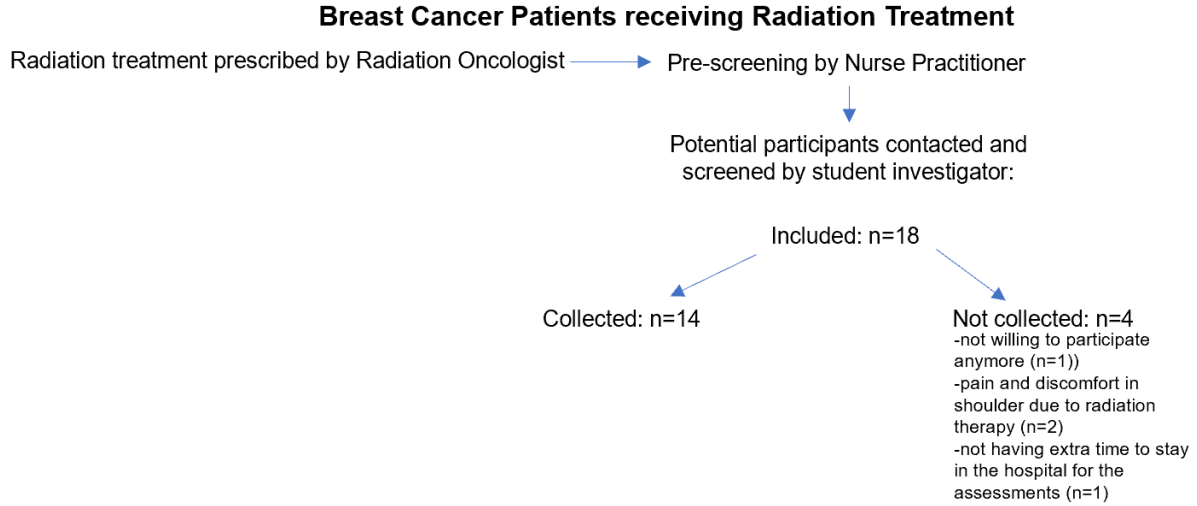 Breast Cancer Patients receiving Radiation Treatment
Radiation treatment prescribed by Radiation Oncologist
Pre-screening by Nurse Practitioner
Potential participants contacted and
screened by student investigator:
Included: n=18
Collected: n=14
Not collected: n=4
-not willing to participate
anymore (n=1))
-pain and discomfort in
shoulder due to radiation
therapy (n=2)
-not having extra time to stay
in the hospital for the
assessments (n=1)